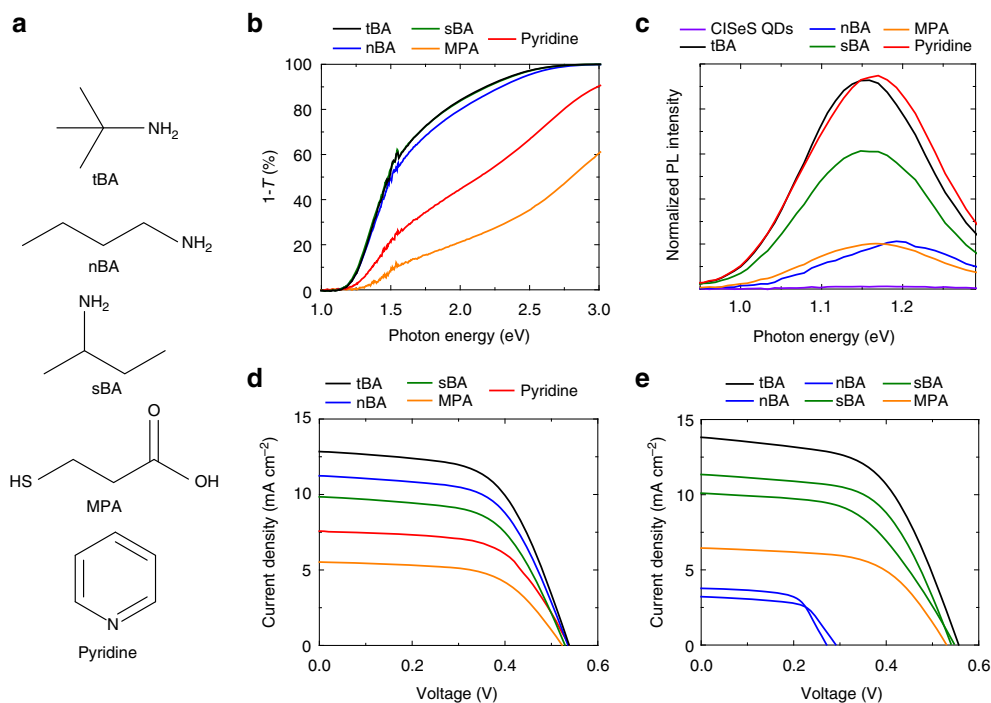 a
NH2
tBA
NH2
nBA
NH2
sBA
O
HS
OH
MPA
N
Pyridine
b
tBA sBA Pyridine
nBA MPA
100
80
60
40
20
0
1-T (%)
1.0 1.5 2.0 2.5 3.0
Photon energy (eV)
c
CISeS QDs nBA MPA
tBA sBA Pyridine
Normalized PL intensity
1.0 1.1 1.2
Photon energy (eV)
d
tBA sBA Pyridine
nBA MPA
15
10
5
0
Current density (mA cm–2)
0.0 0.2 0.4 0.6
Voltage (V)
e
tBA nBA sBA
nBA sBA MPA
15
10
5
0
Current density (mA cm–2)
0.0 0.2 0.4 0.6
Voltage (V)